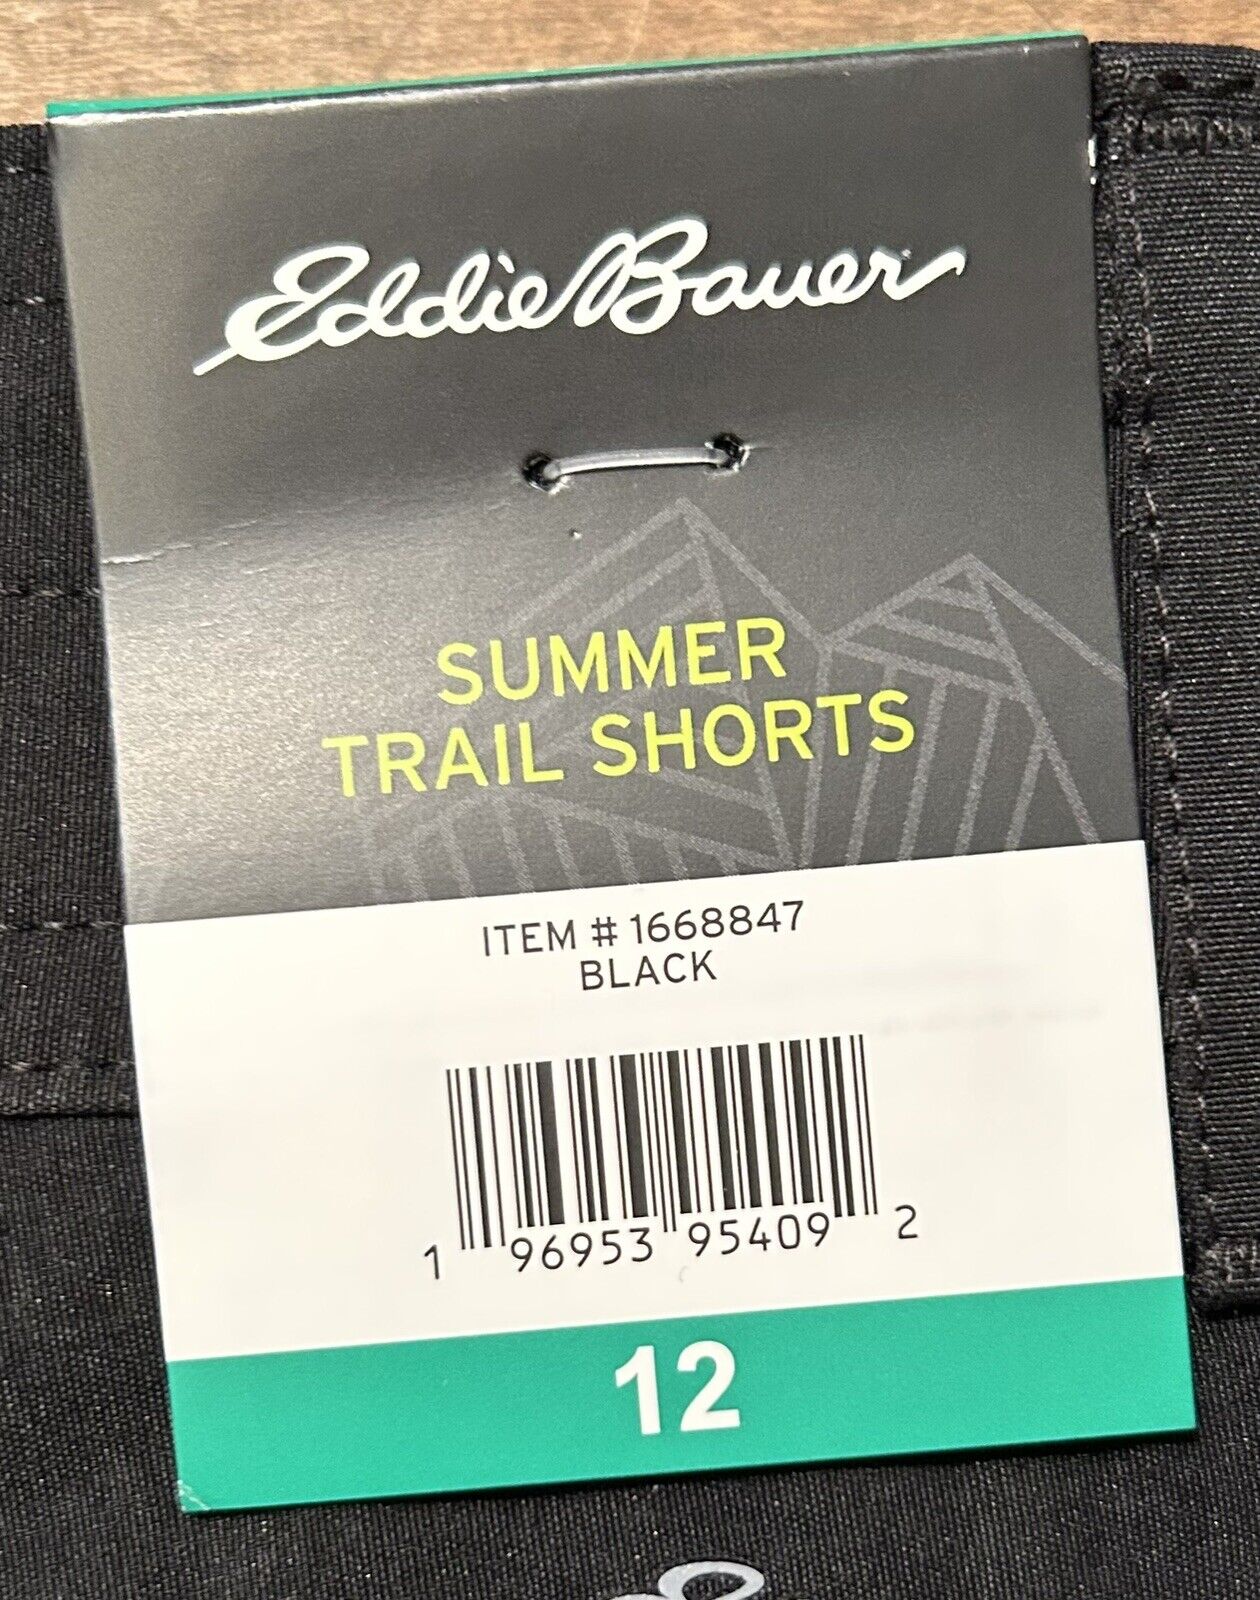 Eddie Bauer
SUMMER
TRAIL SHORTS
ITEM # 1668847
BLACK
1 96953 95409 2
12